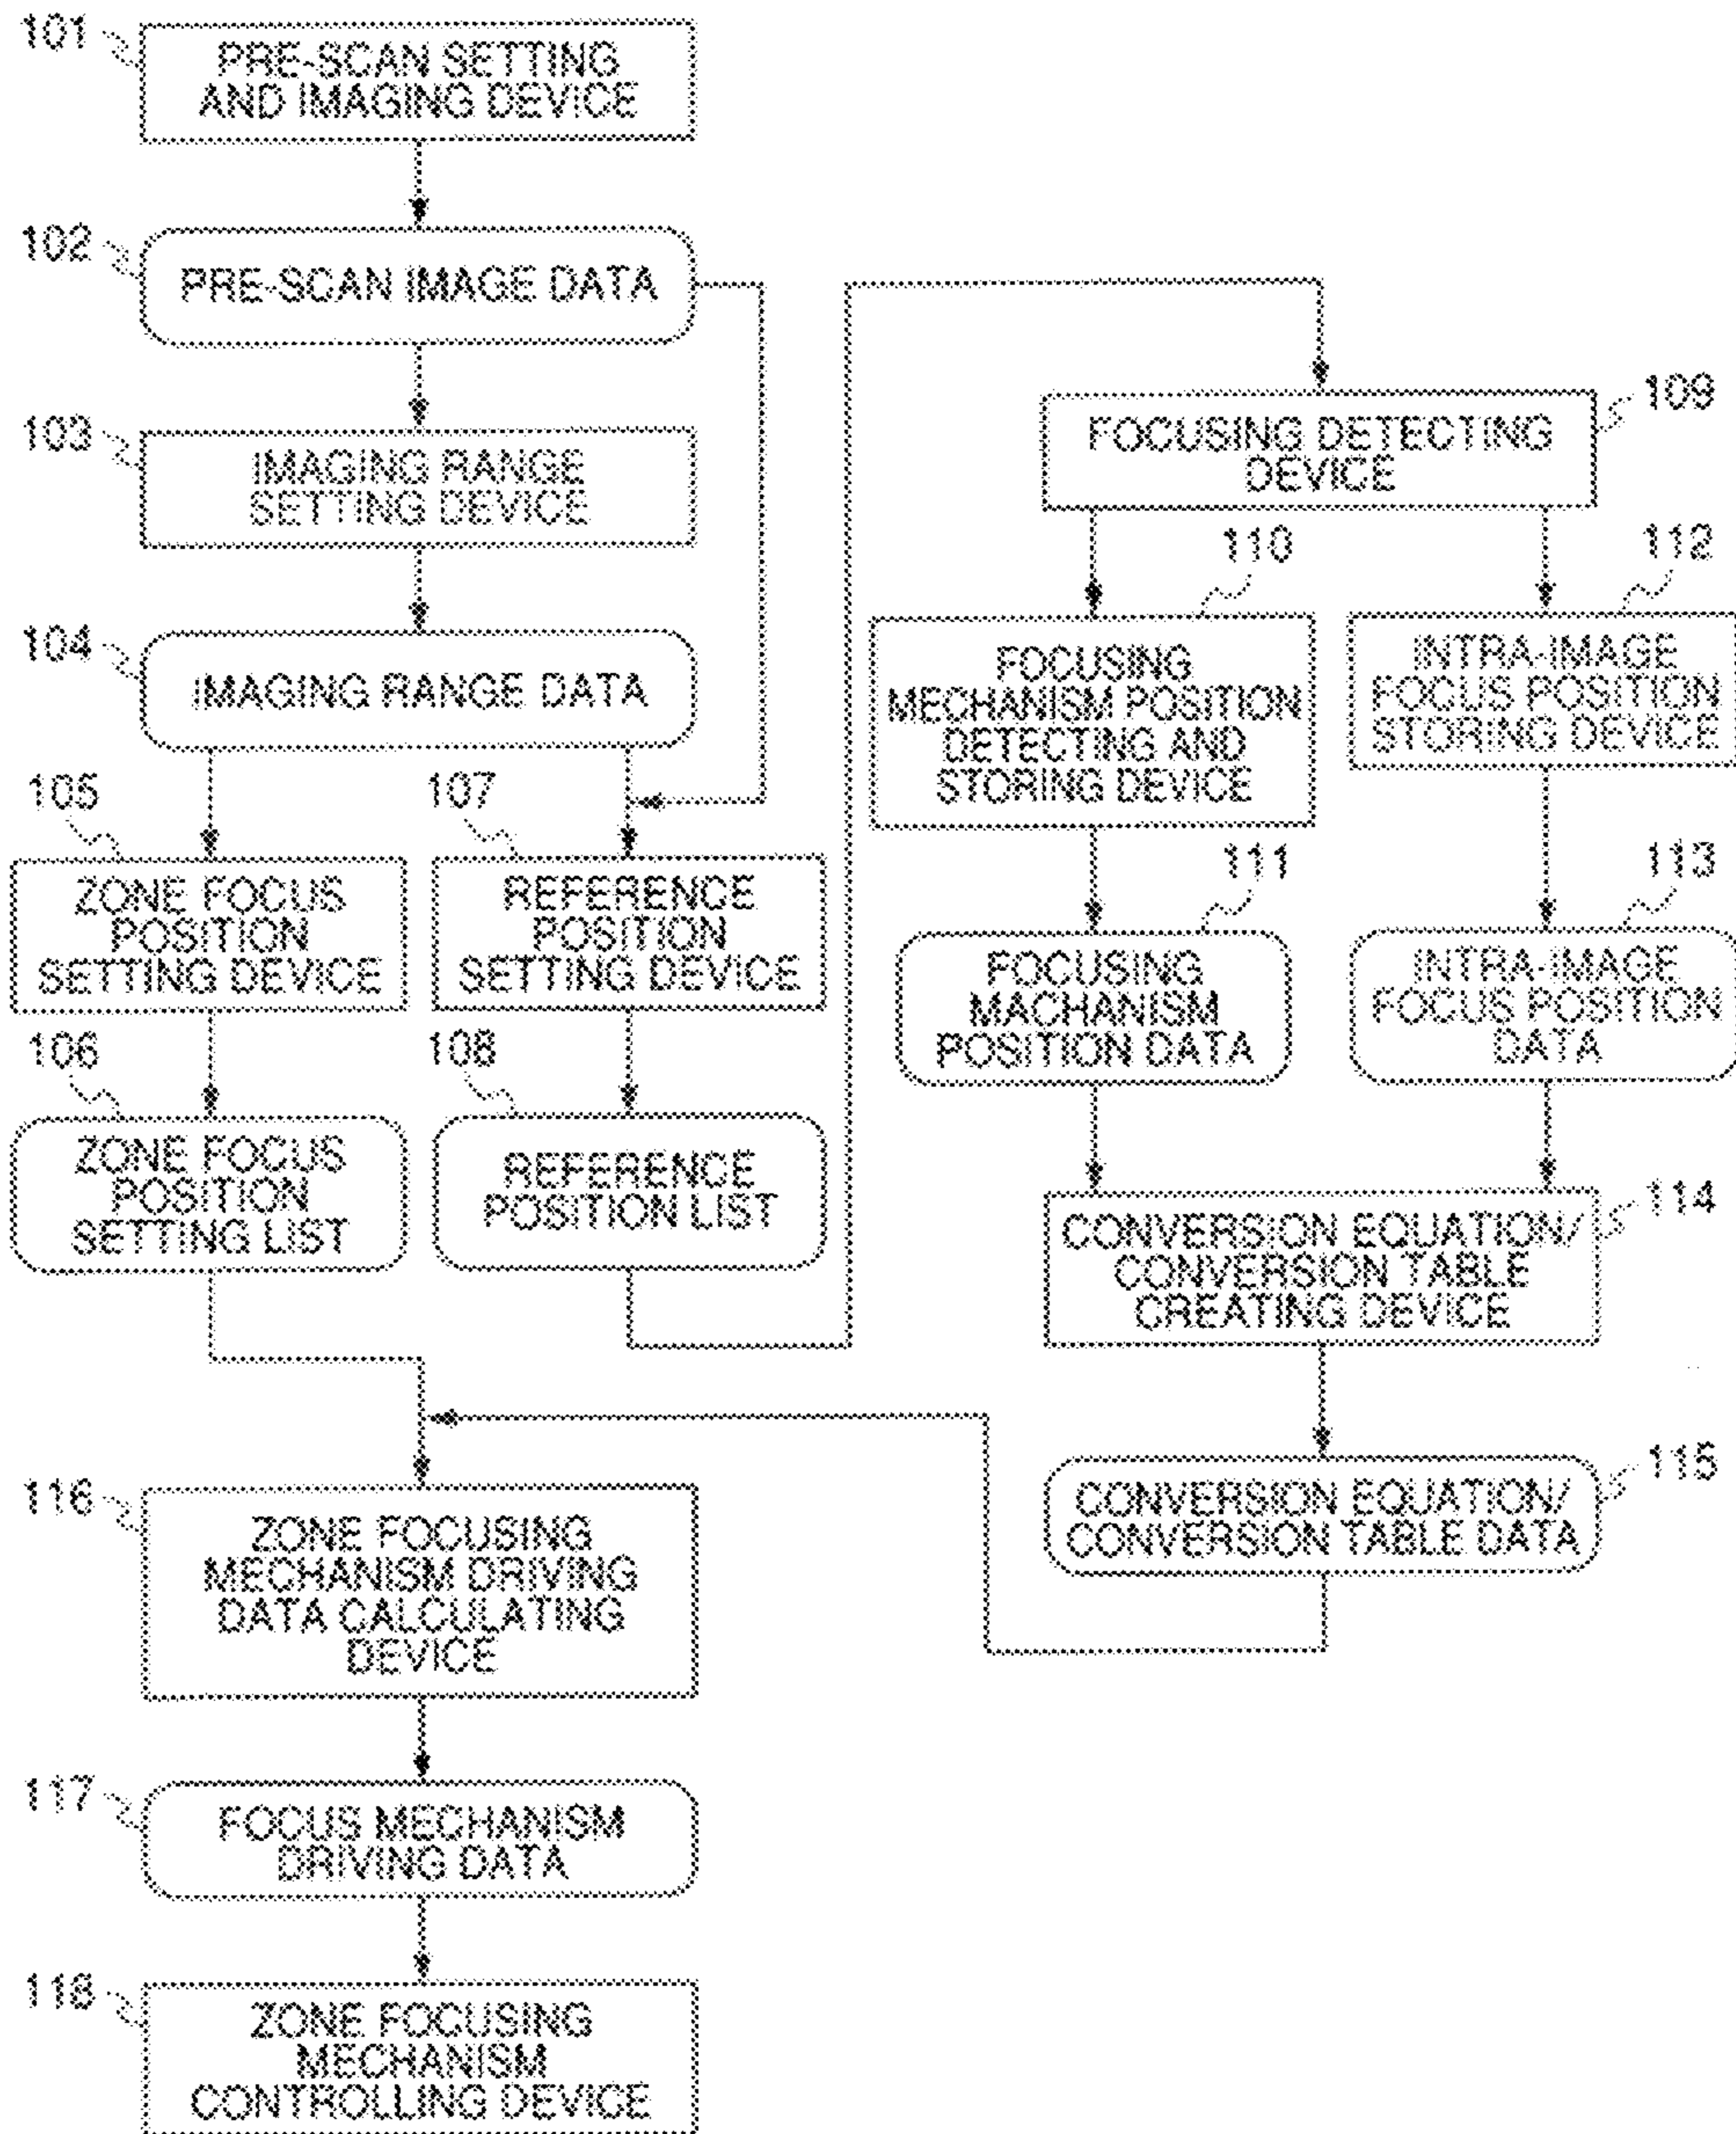 101
PRE-SCAN SETTING
AND IMAGING DEVICE
102
PRE-SCAN IMAGE DATA
103
IMAGING RANGE
SETTING DEVICE
104
IMAGING RANGE DATA
105
ZONE FOCUS
POSITION
SETTING DEVICE
106
ZONE FOCUS
POSITION
SETTING LIST
107
REFERENCE
POSITION
SETTING DEVICE
108
REFERENCE
POSITION LIST
109
FOCUSING DETECTING
DEVICE
110
FOCUSING
MECHANISM POSITION
DETECTING AND
STORING DEVICE
111
FOCUSING
MACHANISM
POSITION DATA
112
INTRA-IMAGE
FOCUS POSITION
STORING DEVICE
113
INTRA-IMAGE
FOCUS POSITION
DATA
114
CONVERSION EQUATION/
CONVERSION TABLE
CREATING DEVICE
115
CONVERSION EQUATION/
CONVERSION TABLE DATA
116
ZONE FOCUSING
MECHANISM DRIVING
DATA CALCULATING
DEVICE
117
FOCUS MECHANISM
DRIVING DATA
118
ZONE FOCUSING
MECHANISM
CONTROLLING DEVICE